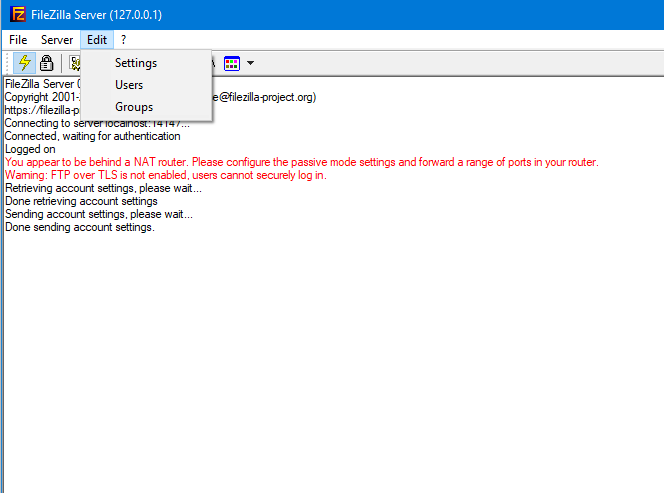 FileZilla Server (127.0.0.1)
File Server Edit ?
Settings
Users
Groups
FileZilla Server
Copyright 2001- e@filezilla-project.org)
https://filezilla-p
Connecting to server localhost:14147...
Connected, waiting for authentication
Logged on
You appear to be behind a NAT router. Please configure the passive mode settings and forward a range of ports in your router.
Warning: FTP over TLS is not enabled, users cannot securely log in.
Retrieving account settings, please wait...
Done retrieving account settings
Sending account settings, please wait...
Done sending account settings.